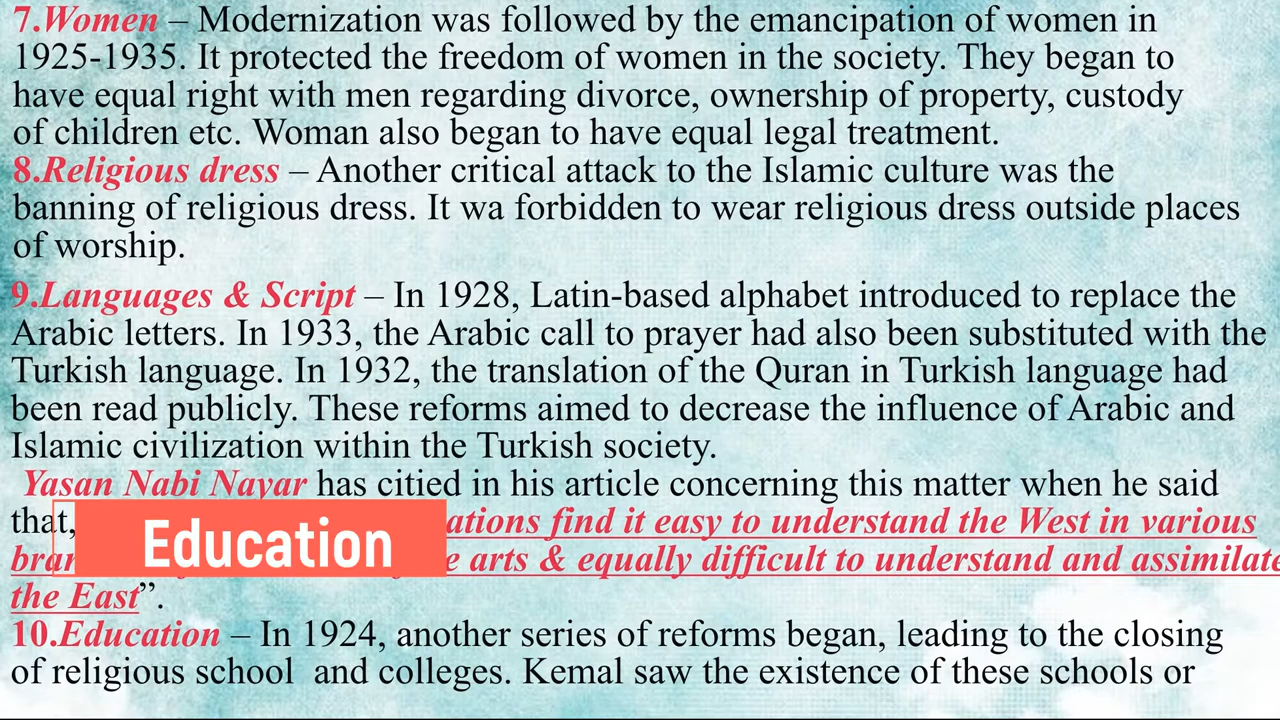 7.Women – Modernization was followed by the emancipation of women in
1925-1935. It protected the freedom of women in the society. They began to
have equal right with men regarding divorce, ownership of property, custody
of children etc. Woman also began to have equal legal treatment.
8.Religious dress – Another critical attack to the Islamic culture was the
banning of religious dress. It wa forbidden to wear religious dress outside places
of worship.
9.Languages & Script – In 1928, Latin-based alphabet introduced to replace the
Arabic letters. In 1933, the Arabic call to prayer had also been substituted with the
Turkish language. In 1932, the translation of the Quran in Turkish language had
been read publicly. These reforms aimed to decrease the influence of Arabic and
Islamic civilization within the Turkish society.
Yasan Nabi Nayar has citied in his article concerning this matter when he said
that, find it easy to understand the West in various
Education
arts & equally difficult to understand and assimilate
the East”.
10.Education – In 1924, another series of reforms began, leading to the closing
of religious school and colleges. Kemal saw the existence of these schools or